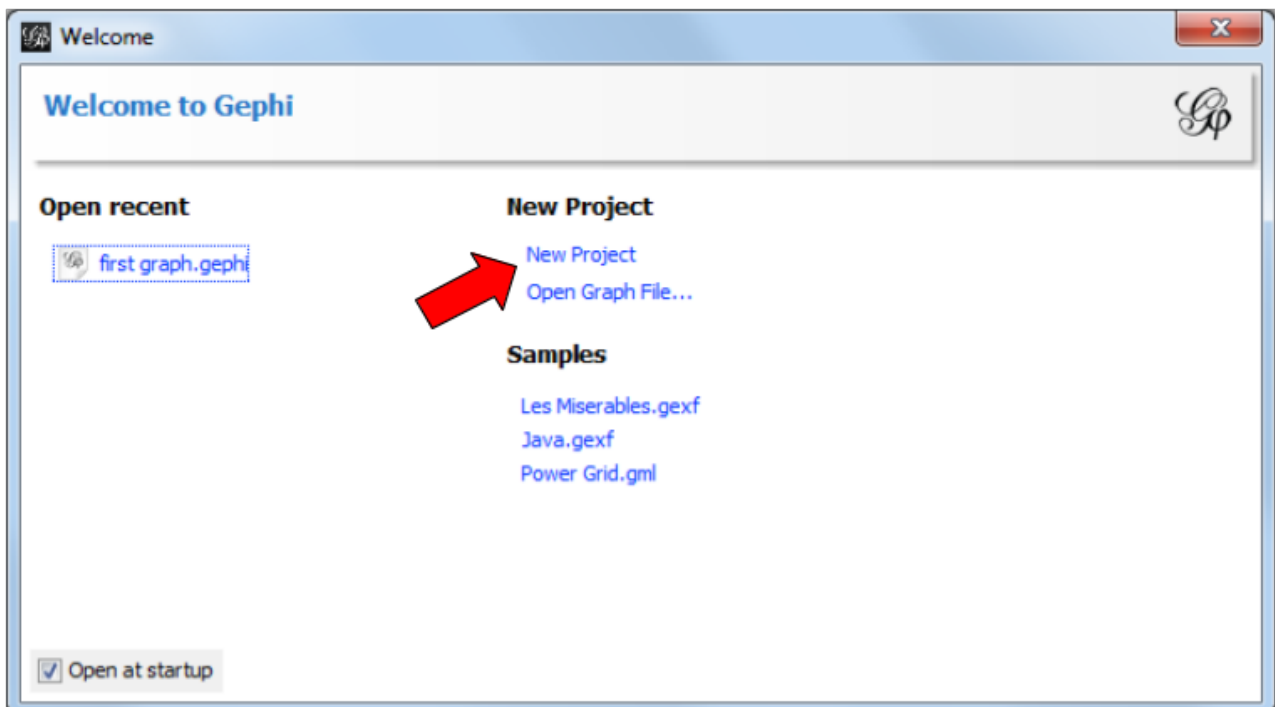 Welcome
Welcome to Gephi
Open recent
first graph.gephi
New Project
New Project
Open Graph File...
Samples
Les Miserables.gexf
Java.gexf
Power Grid.gml
Open at startup